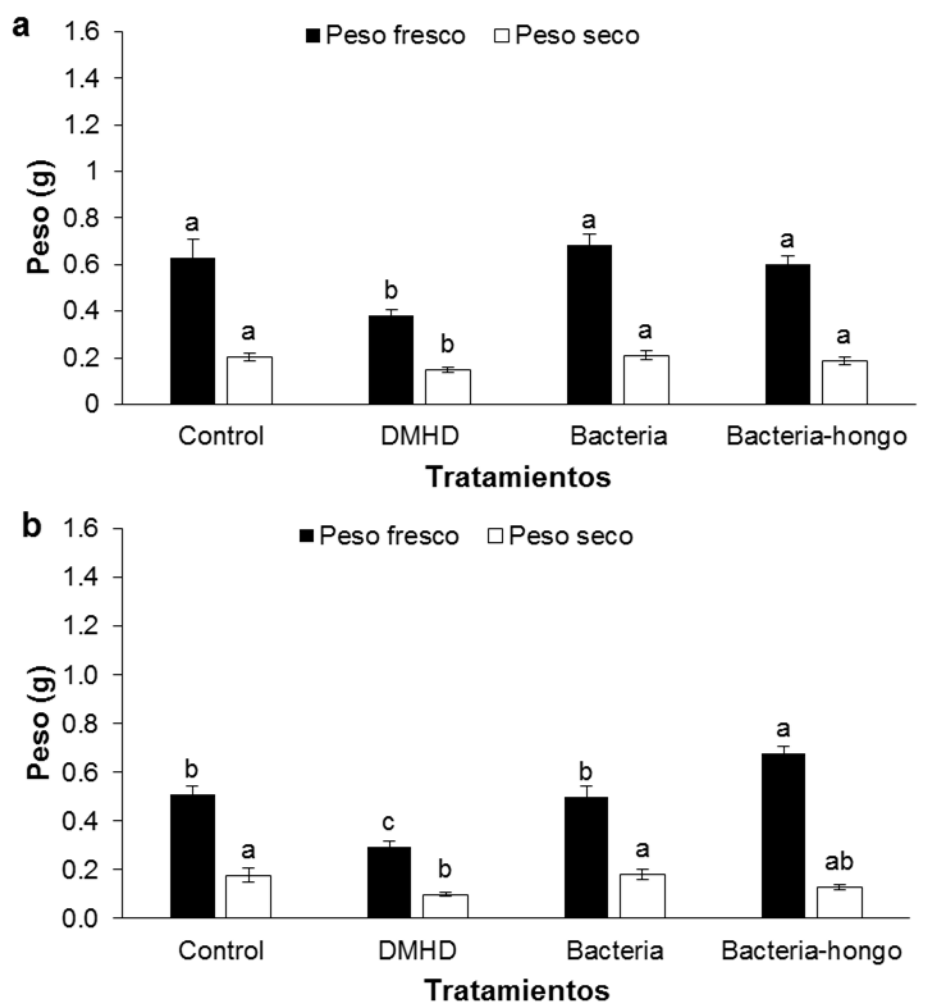 a
1.6
Peso fresco Peso seco
1.4
1.2
1
0.8
0.6
0.4
0.2
0
Peso (g)
a
a
b
b
a
a
a
a
Control DMHD Bacteria Bacteria-hongo
Tratamientos
b
1.6
Peso fresco Peso seco
1.4
1.2
1.0
0.8
0.6
0.4
0.2
0.0
Peso (g)
b
a
c
b
b
a
a
ab
Control DMHD Bacteria Bacteria-hongo
Tratamientos